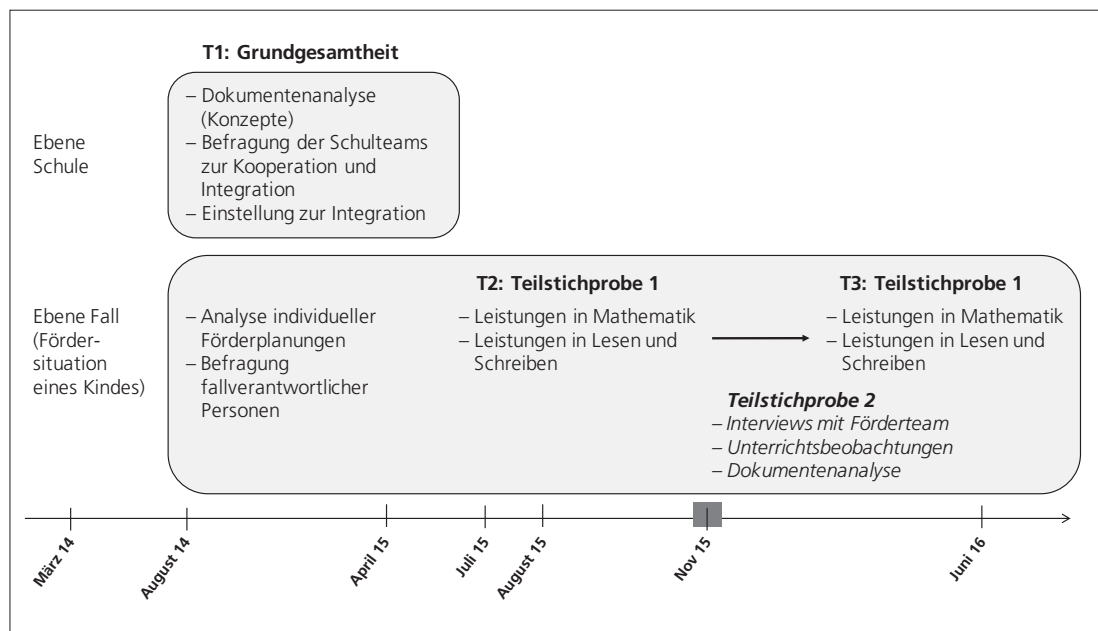 T1: Grundgesamtheit
Ebene
Schule
– Dokumentenanalyse
(Konzepte)
– Befragung der Schulteams
zur Kooperation und
Integration
– Einstellung zur Integration
Ebene Fall
(Förder-
situation
eines Kindes)
– Analyse individueller
Förderplanungen
– Befragung
fallverantwortlicher
Personen
T2: Teilstichprobe 1
– Leistungen in Mathematik
– Leistungen in Lesen und
Schreiben
T3: Teilstichprobe 1
– Leistungen in Mathematik
– Leistungen in Lesen und
Schreiben
Teilstichprobe 2
– Interviews mit Förderteam
– Unterrichtsbeobachtungen
– Dokumentenanalyse
März 14
August 14
April 15
Juli 15
August 15
Nov 15
Juni 16